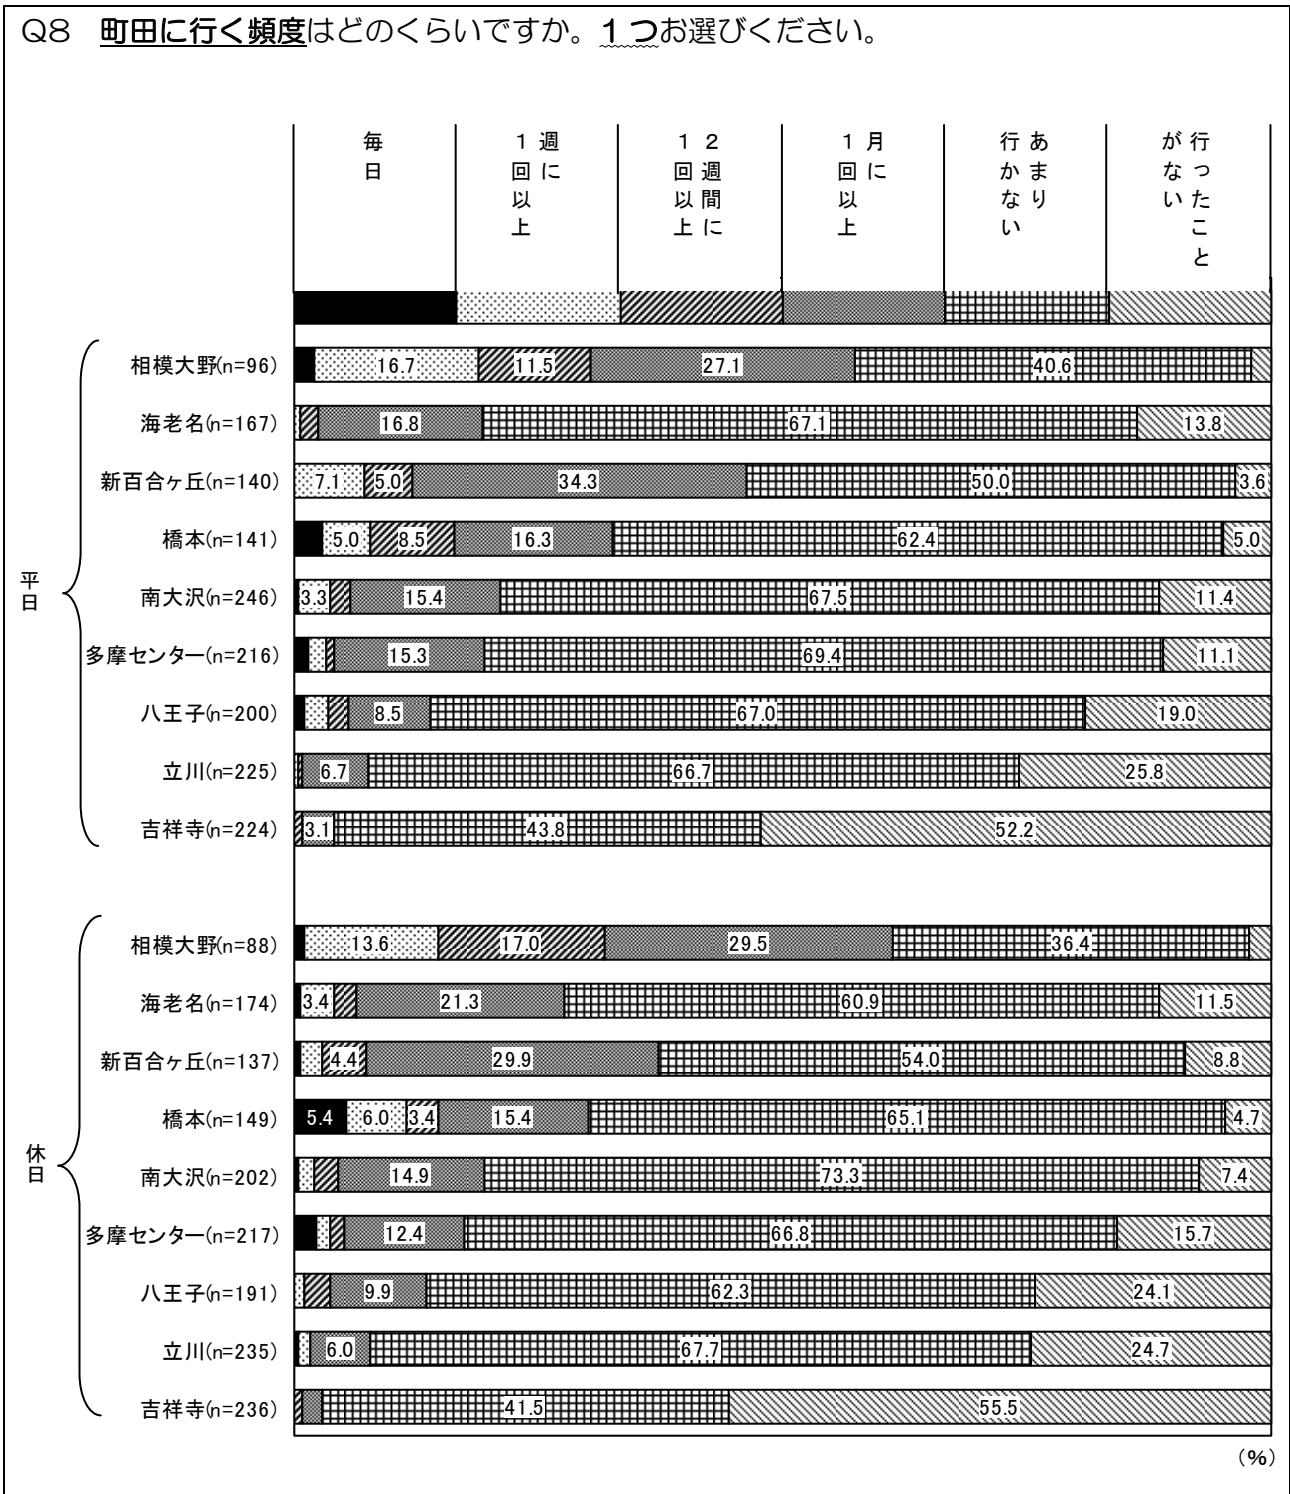 Q8　町田に行く頻度はどのくらいですか。１つお選びください。
毎日
週に１回以上
２週間に１回以上
月に１回以上
あまり行かない
行ったことがない
平日
相模大野(n=96) 16.7 11.5 27.1 40.6
海老名(n=167) 16.8 67.1 13.8
新百合ヶ丘(n=140) 7.1 5.0 34.3 50.0 3.6
橋本(n=141) 5.0 8.5 16.3 62.4 5.0
南大沢(n=246) 3.3 15.4 67.5 11.4
多摩センター(n=216) 15.3 69.4 11.1
八王子(n=200) 8.5 67.0 19.0
立川(n=225) 6.7 66.7 25.8
吉祥寺(n=224) 3.1 43.8 52.2
休日
相模大野(n=88) 13.6 17.0 29.5 36.4
海老名(n=174) 3.4 21.3 60.9 11.5
新百合ヶ丘(n=137) 4.4 29.9 54.0 8.8
橋本(n=149) 5.4 6.0 3.4 15.4 65.1 4.7
南大沢(n=202) 14.9 73.3 7.4
多摩センター(n=217) 12.4 66.8 15.7
八王子(n=191) 9.9 62.3 24.1
立川(n=235) 6.0 67.7 24.7
吉祥寺(n=236) 41.5 55.5
(%)